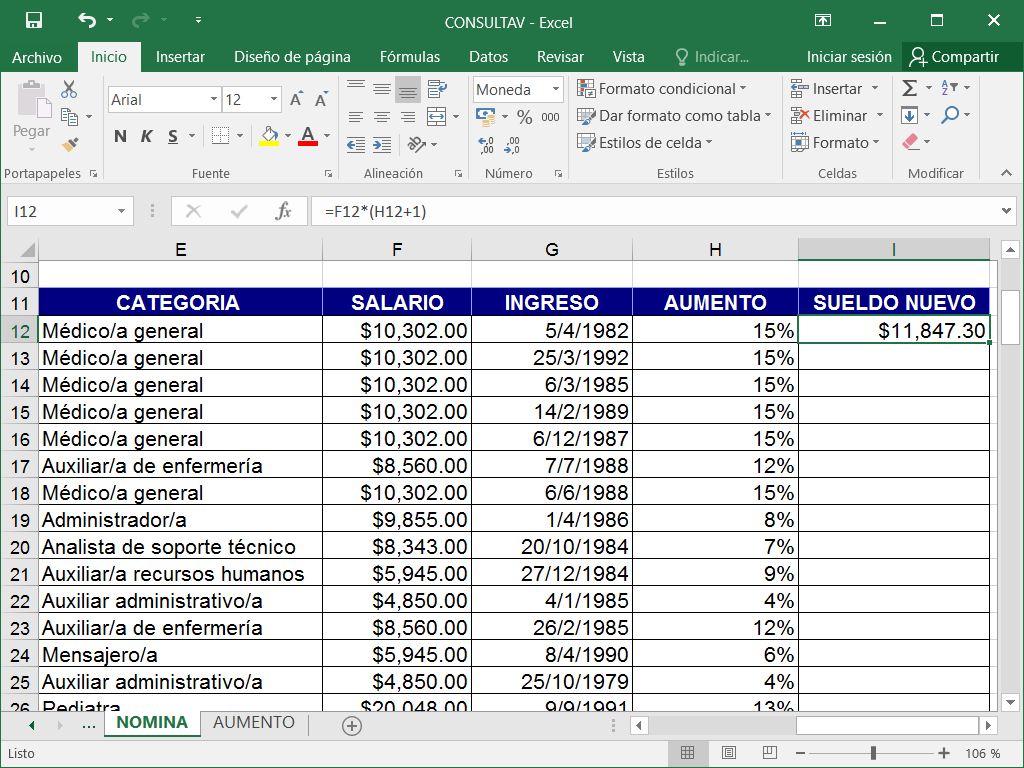 CONSULTAV - Excel
Archivo Inicio Insertar Diseño de página Fórmulas Datos Revisar Vista Indicar... Iniciar sesión Compartir
Pegar Arial 12 A A Moneda Formato condicional Insertar Σ
N K S A % 000 Dar formato como tabla Eliminar
Estilos de celda Formato
Portapapeles Fuente Alineación Número Estilos Celdas Modificar
I12 fx =F12*(H12+1)
E F G H I
10
11 CATEGORIA SALARIO INGRESO AUMENTO SUELDO NUEVO
12 Médico/a general $10,302.00 5/4/1982 15% $11,847.30
13 Médico/a general $10,302.00 25/3/1992 15%
14 Médico/a general $10,302.00 6/3/1985 15%
15 Médico/a general $10,302.00 14/2/1989 15%
16 Médico/a general $10,302.00 6/12/1987 15%
17 Auxiliar/a de enfermería $8,560.00 7/7/1988 12%
18 Médico/a general $10,302.00 6/6/1988 15%
19 Administrador/a $9,855.00 1/4/1986 8%
20 Analista de soporte técnico $8,343.00 20/10/1984 7%
21 Auxiliar/a recursos humanos $5,945.00 27/12/1984 9%
22 Auxiliar administrativo/a $4,850.00 4/1/1985 4%
23 Auxiliar/a de enfermería $8,560.00 26/2/1985 12%
24 Mensajero/a $5,945.00 8/4/1990 6%
25 Auxiliar administrativo/a $4,850.00 25/10/1979 4%
26 Pediatra $20,048.00 9/9/1991 13%
... NOMINA AUMENTO
Listo 106 %